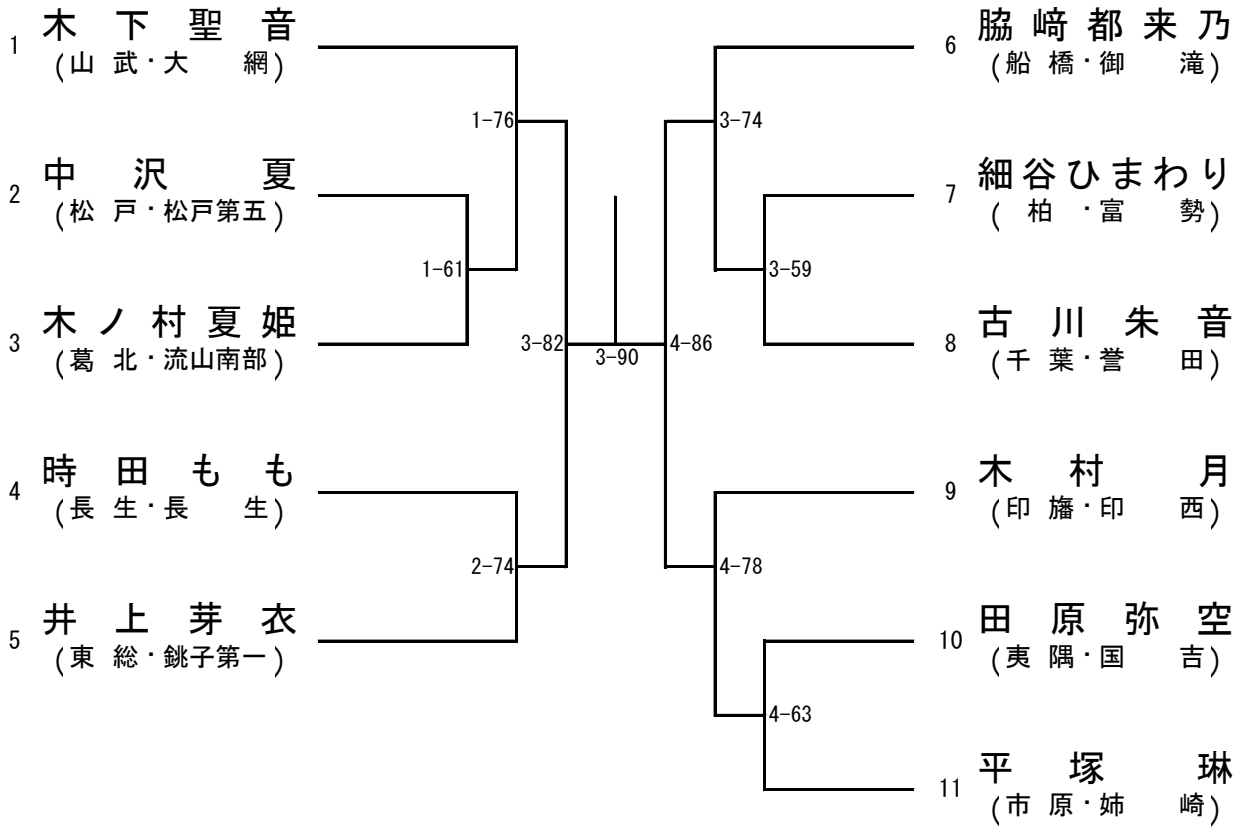 1 木下聖音
(山武・大網)
1-76
2 中沢夏
(松戸・松戸第五)
1-61
3 木ノ村夏姫
(葛北・流山南部)
3-82
3-90
4 時田もも
(長生・長生)
2-74
5 井上芽衣
(東総・銚子第一)
6 脇﨑都来乃
(船橋・御滝)
3-74
7 細谷ひまわり
(柏・富勢)
3-59
4-86
8 古川朱音
(千葉・誉田)
9 木村月
(印旛・印西)
4-78
10 田原弥空
(夷隅・国吉)
4-63
11 平塚琳
(市原・姉崎)